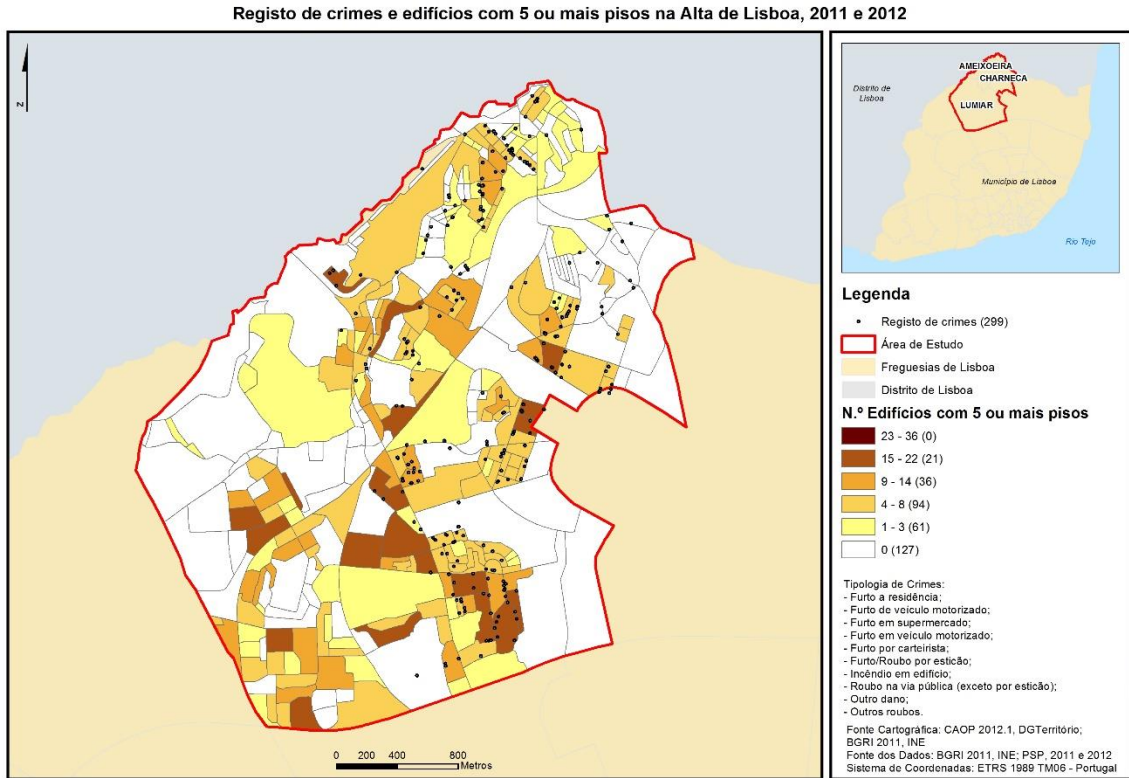 Registo de crimes e edifícios com 5 ou mais pisos na Alta de Lisboa, 2011 e 2012
N
0 200 400 800
Metros
AMEIXOEIRA
CHARNECA
LUMIAR
Distrito de
Lisboa
Município de Lisboa
Rio Tejo
Legenda
Registo de crimes (299)
Área de Estudo
Freguesias de Lisboa
Distrito de Lisboa
N.º Edifícios com 5 ou mais pisos
23 - 36 (0)
15 - 22 (21)
9 - 14 (36)
4 - 8 (94)
1 - 3 (61)
0 (127)
Tipologia de Crimes:
- Furto a residência;
- Furto de veículo motorizado;
- Furto em supermercado;
- Furto em veículo motorizado;
- Furto por carteirista;
- Furto/Roubo por esticão;
- Incêndio em edifício;
- Roubo na via pública (exceto por esticão);
- Outro dano;
- Outros roubos.
Fonte Cartográfica: CAOP 2012.1, DGTerritório;
BGRI 2011, INE
Fonte dos Dados: BGRI 2011, INE; PSP, 2011 e 2012
Sistema de Coordenadas: ETRS 1989 TM06 - Portugal